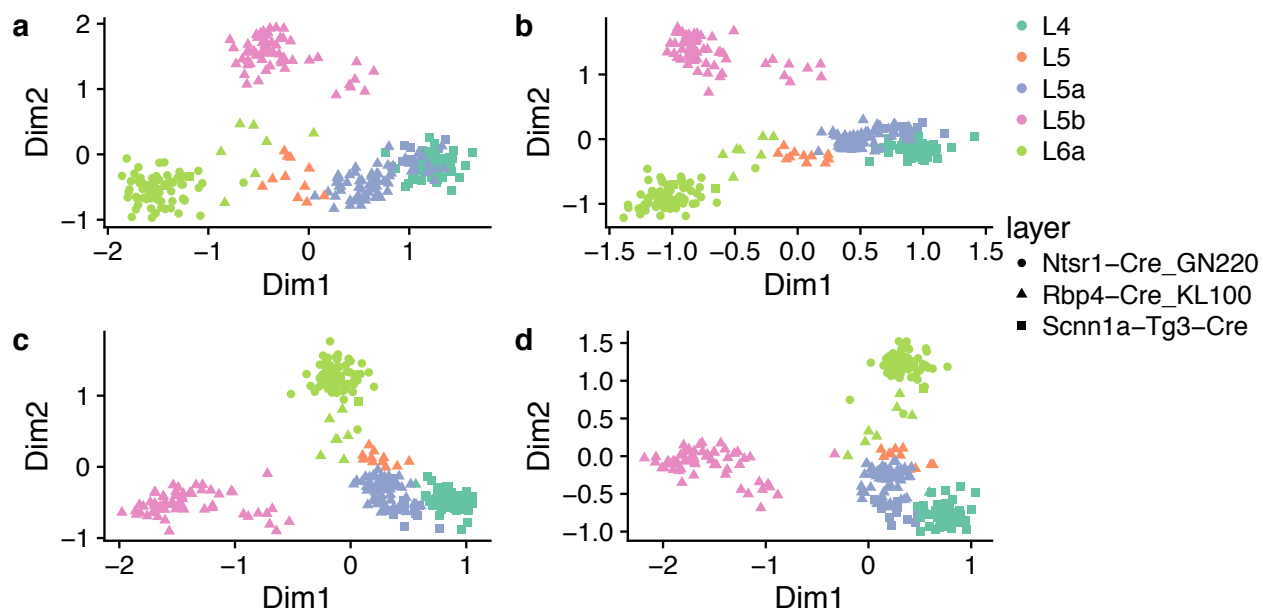 a
2
1
0
−1
Dim2
−2
−1
0
1
Dim1
b
1
0
−1
Dim2
−1.5
−1.0
−0.5
0.0
0.5
1.0
1.5
Dim1
L4
L5
L5a
L5b
L6a
layer
Ntsr1−Cre_GN220
Rbp4−Cre_KL100
Scnn1a−Tg3−Cre
c
1
0
−1
Dim2
−2
−1
0
1
Dim1
d
1.5
1.0
0.5
0.0
−0.5
−1.0
Dim2
−2
−1
0
1
Dim1